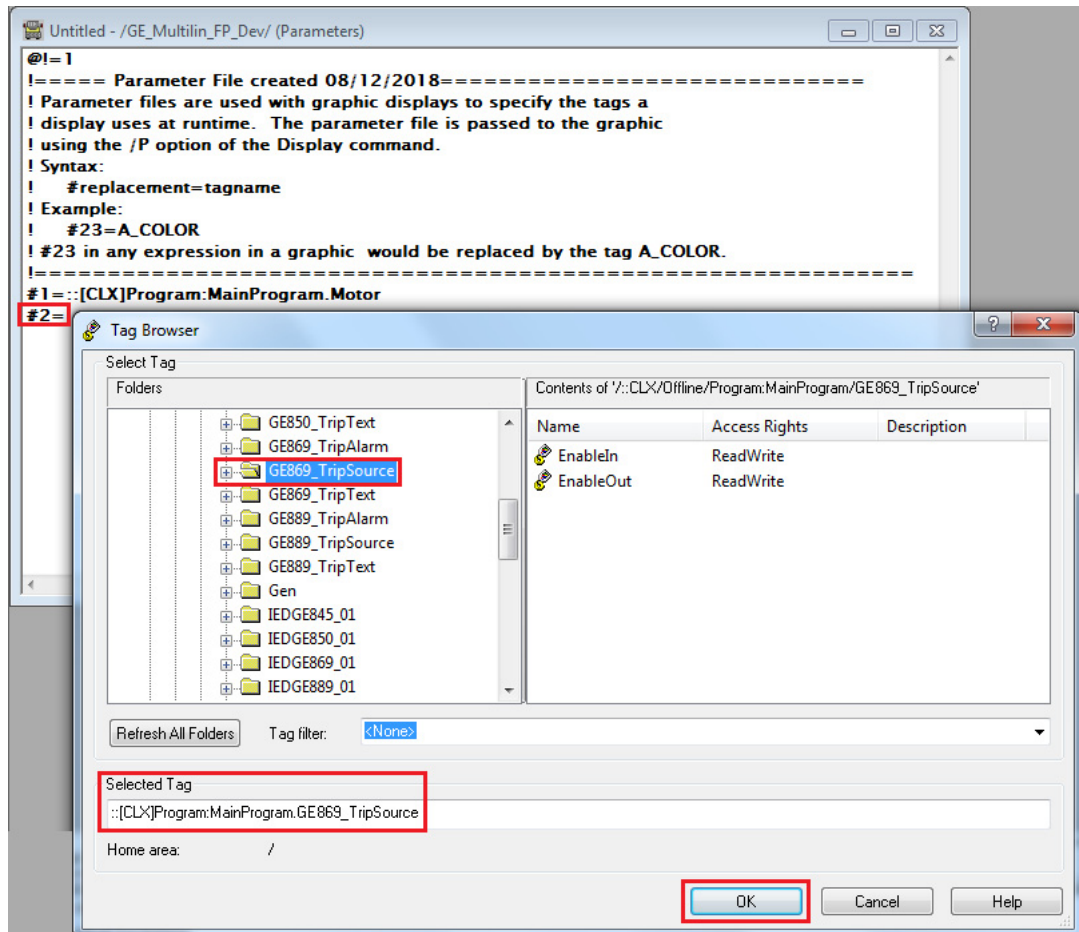 Untitled - /GE_Multilin_FP_Dev/ (Parameters)
@!=1
!===== Parameter File created 08/12/2018=============================
! Parameter files are used with graphic displays to specify the tags a
! display uses at runtime.  The parameter file is passed to the graphic
! using the /P option of the Display command.
! Syntax:
!    #replacement=tagname
! Example:
!    #23=A_COLOR
! #23 in any expression in a graphic  would be replaced by the tag A_COLOR.
!============================================================
#1=::[CLX]Program:MainProgram.Motor
#2=
Tag Browser
Select Tag
Folders
Contents of '/::CLX/Offline/Program:MainProgram/GE869_TripSource'
GE850_TripText
GE869_TripAlarm
GE869_TripSource
GE869_TripText
GE889_TripAlarm
GE889_TripSource
GE889_TripText
Gen
IEDGE845_01
IEDGE850_01
IEDGE869_01
IEDGE889_01
Name Access Rights Description
EnableIn ReadWrite
EnableOut ReadWrite
Refresh All Folders Tag filter: <None>
Selected Tag
::[CLX]Program:MainProgram.GE869_TripSource
Home area: /
OK Cancel Help